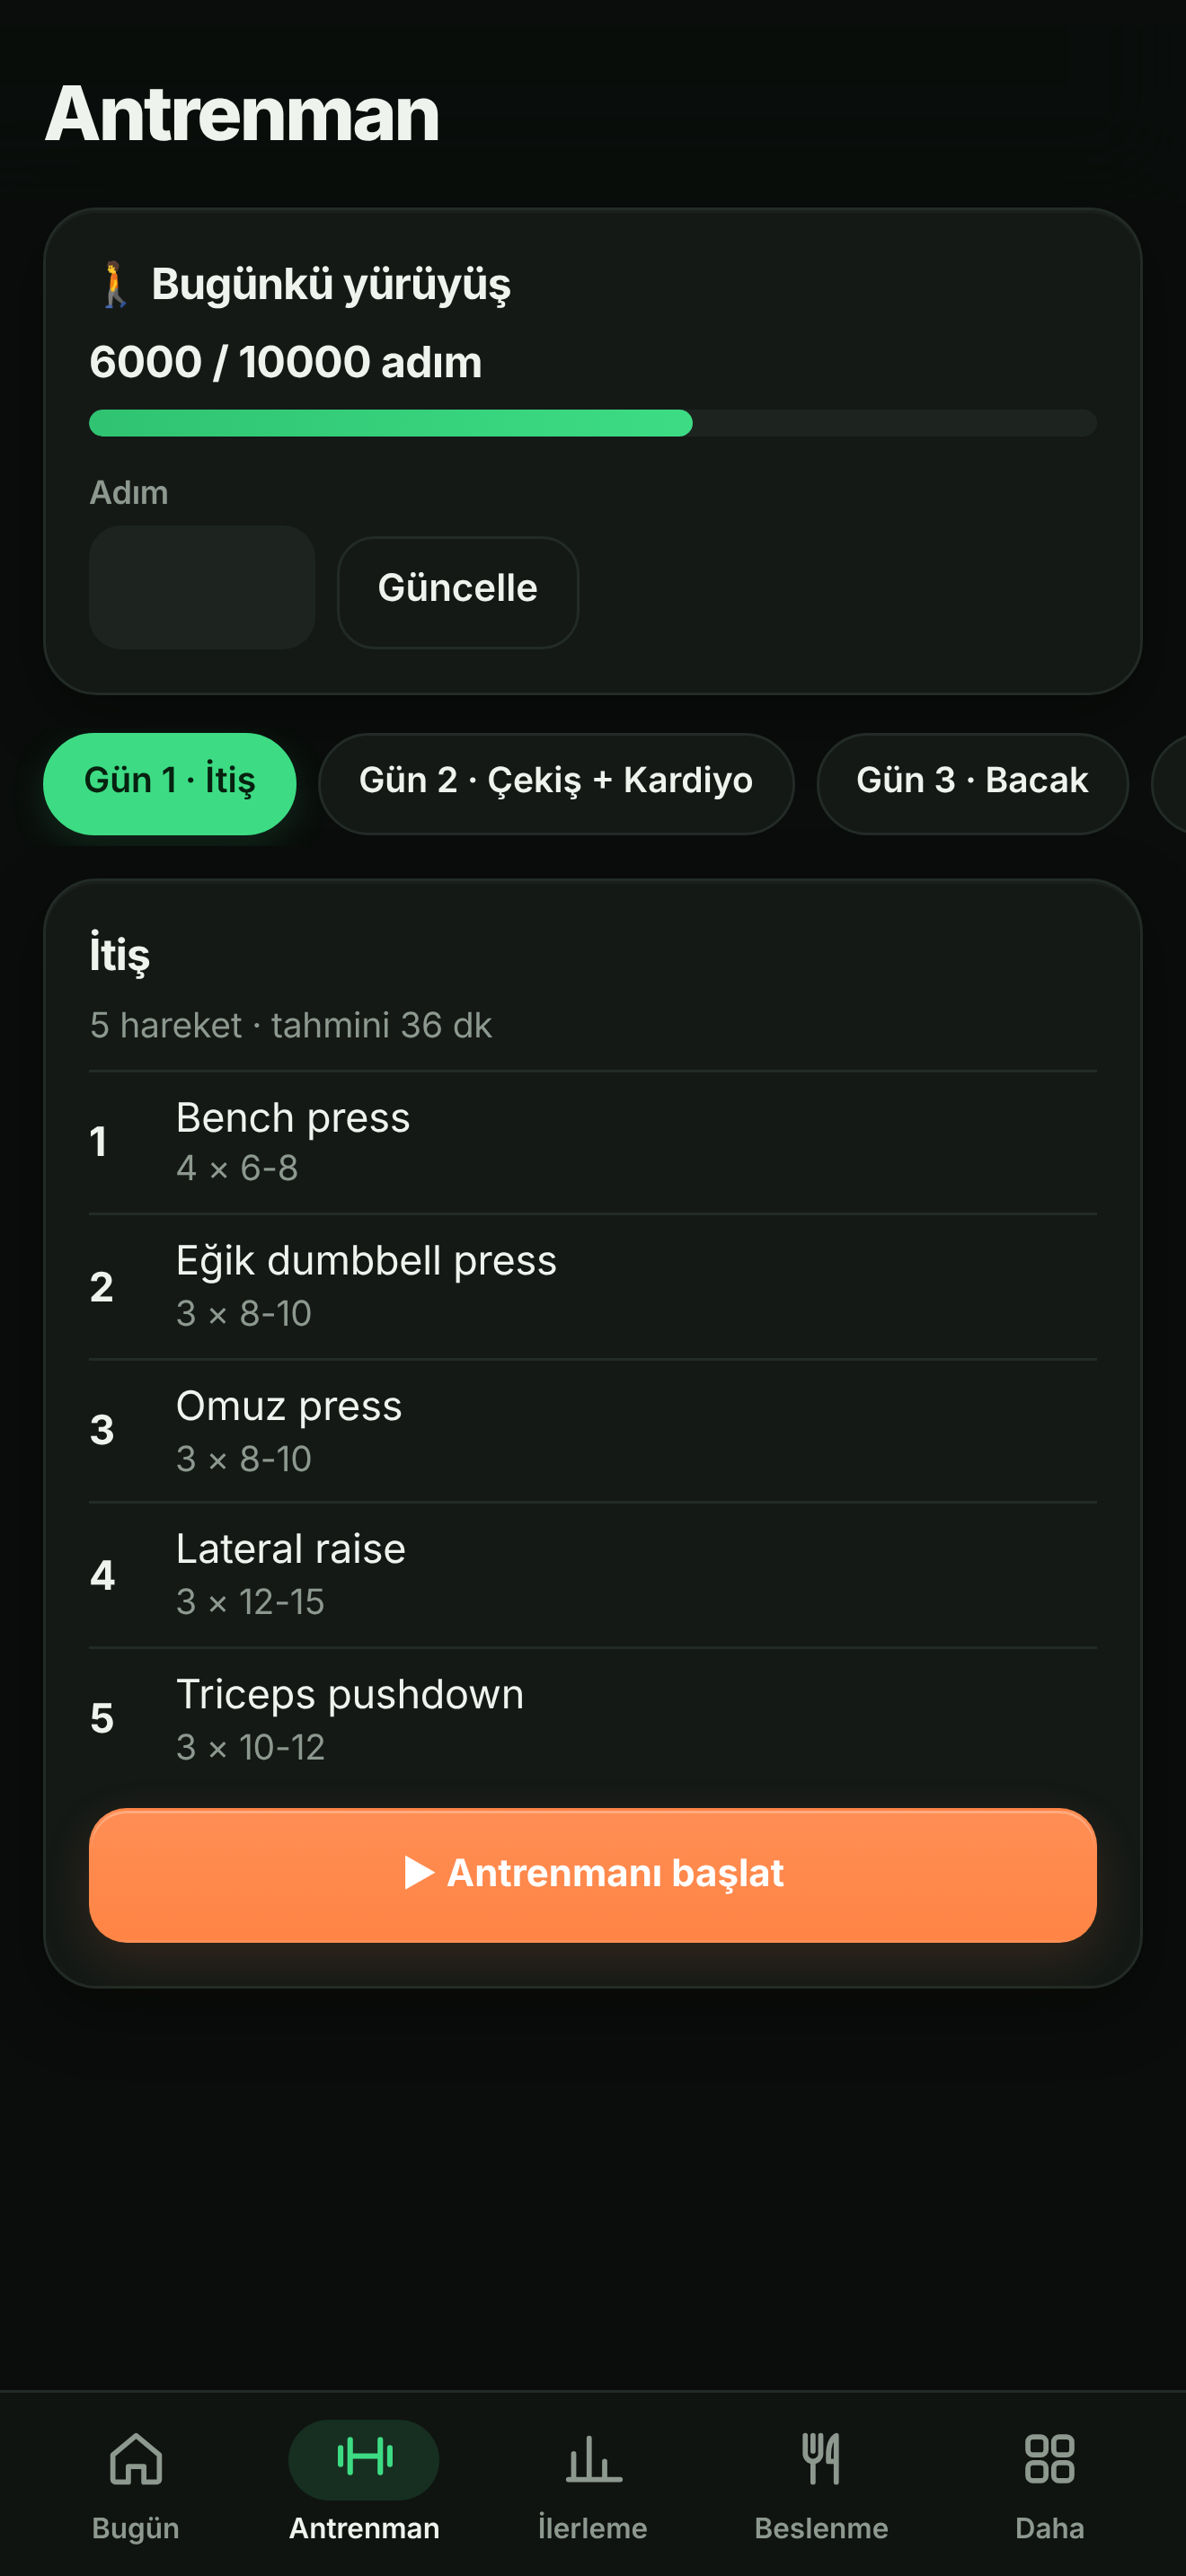 Antrenman
Bugünkü yürüyüş
6000 / 10000 adım
Adım
Güncelle
Gün 1 · İtiş
Gün 2 · Çekiş + Kardiyo
Gün 3 · Bacak
İtiş
5 hareket · tahmini 36 dk
1
Bench press
4 × 6-8
2
Eğik dumbbell press
3 × 8-10
3
Omuz press
3 × 8-10
4
Lateral raise
3 × 12-15
5
Triceps pushdown
3 × 10-12
▶ Antrenmanı başlat
Bugün
Antrenman
İlerleme
Beslenme
Daha